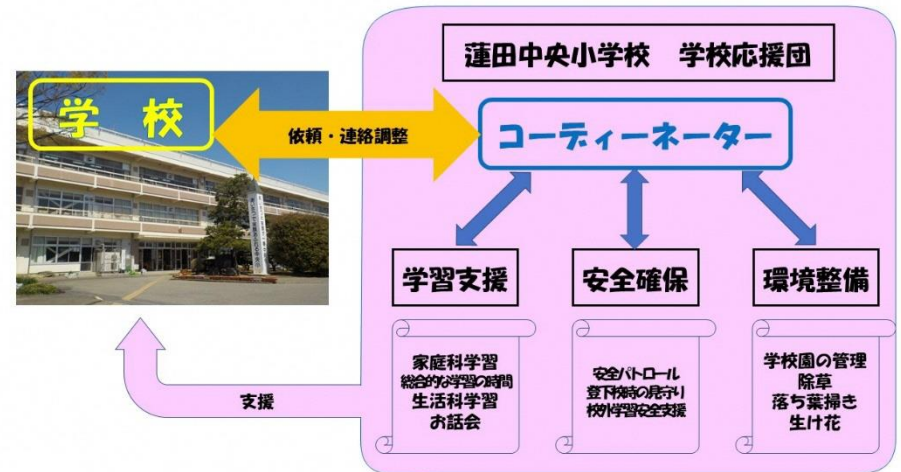 蓮田中央小学校 学校応援団
学 校
依頼・連絡調整
コーディーネーター
学習支援
安全確保
環境整備
家庭科学習
総合的な学習の時間
生活科学習
お話会
安全パトロール
登下校時の見守り
校外学習安全支援
学校園の管理
除草
落ち葉掃き
生け花
支援